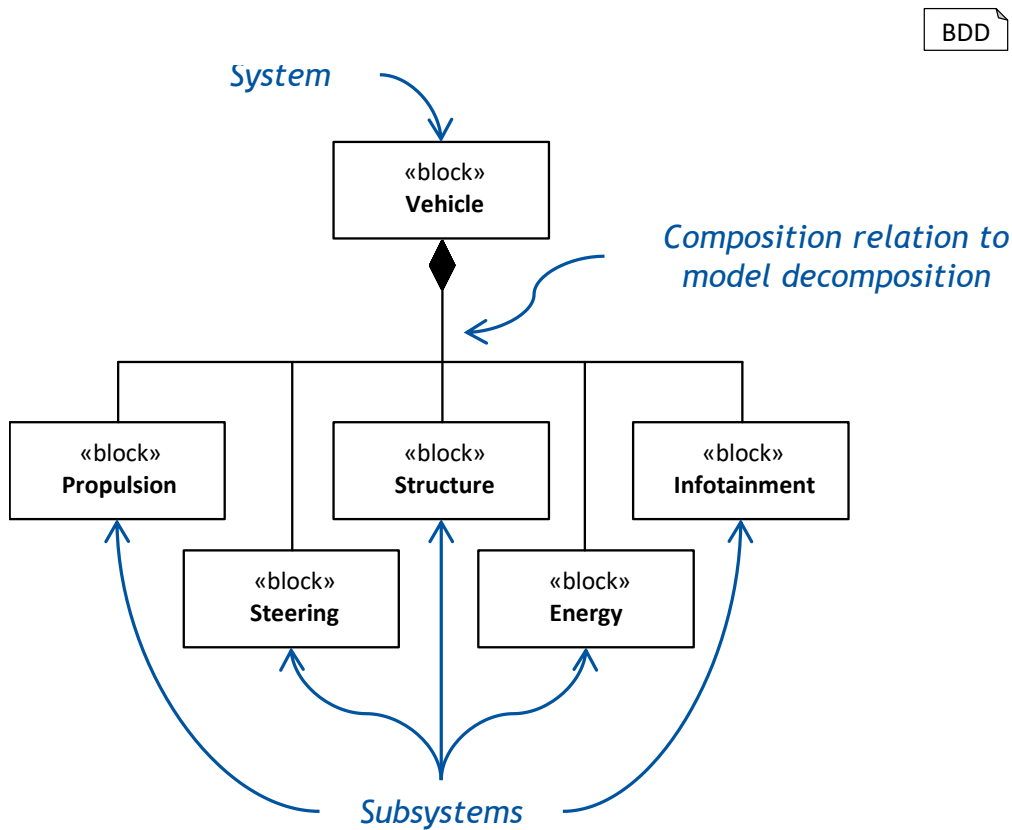 BDD
System
«block»
Vehicle
Composition relation to
model decomposition
«block»
Propulsion
«block»
Structure
«block»
Infotainment
«block»
Steering
«block»
Energy
Subsystems